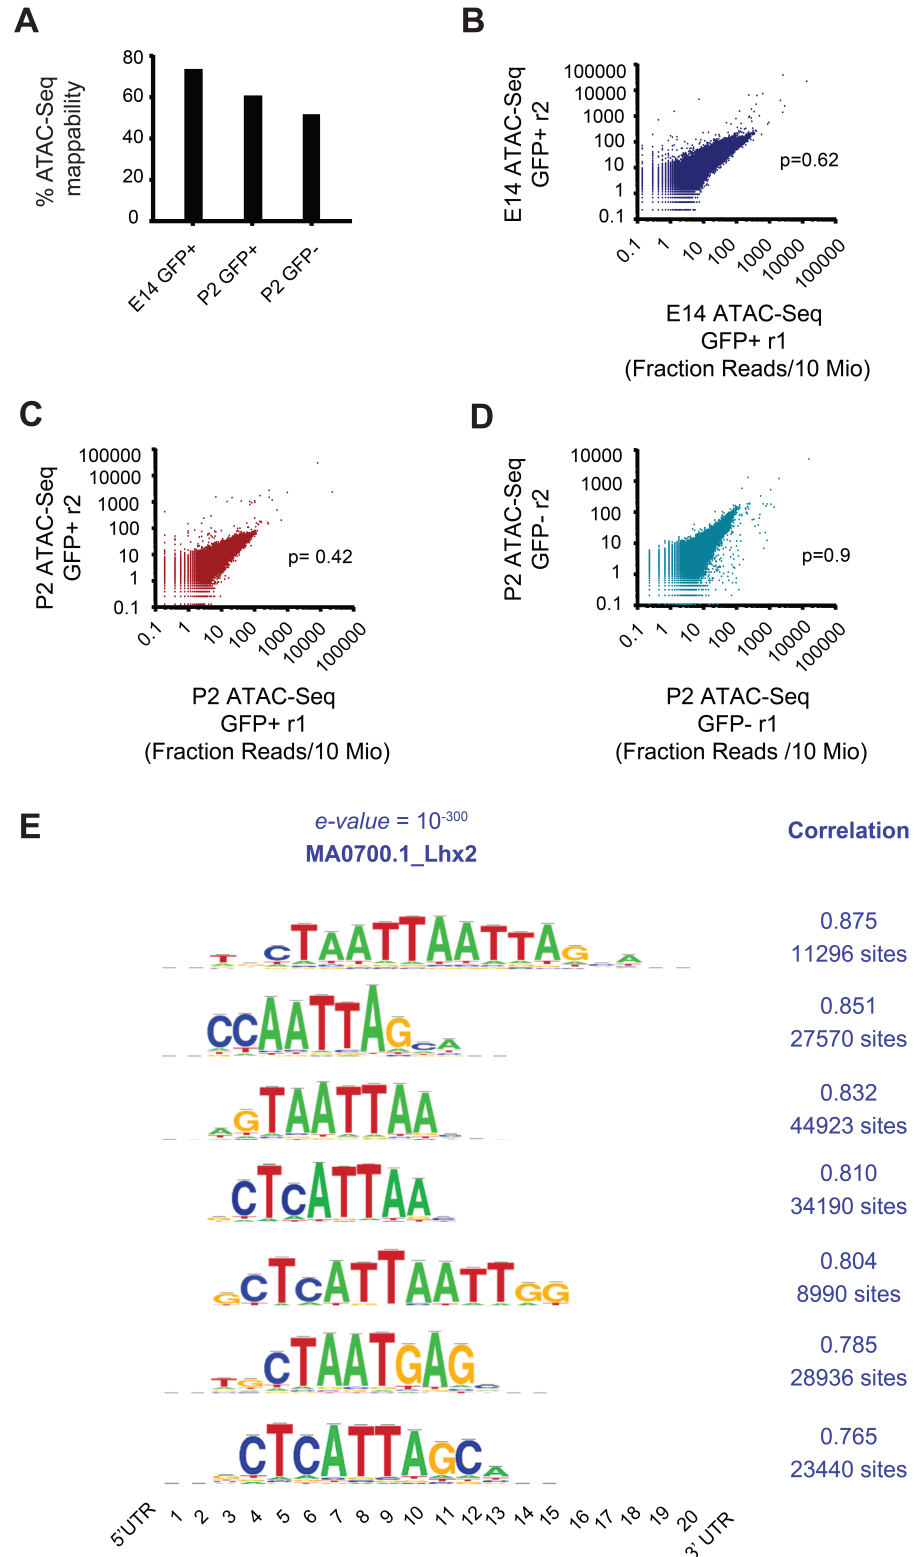 A
% ATAC-Seq
mappability
80
60
40
20
0
E14 GFP+
P2 GFP+
P2 GFP-
B
E14 ATAC-Seq
GFP+ r2
100000
10000
1000
100
10
1
0.1
p=0.62
0.1
1
10
100
1000
10000
100000
E14 ATAC-Seq
GFP+ r1
(Fraction Reads/10 Mio)
C
P2 ATAC-Seq
GFP+ r2
100000
10000
1000
100
10
1
0.1
p= 0.42
0.1
1
10
100
1000
10000
100000
P2 ATAC-Seq
GFP+ r1
(Fraction Reads/10 Mio)
D
P2 ATAC-Seq
GFP- r2
10000
1000
100
10
1
0.1
p=0.9
0.1
1
10
100
1000
10000
100000
P2 ATAC-Seq
GFP- r1
(Fraction Reads /10 Mio)
E
e-value = 10-300
MA0700.1_Lhx2
Correlation
T CTAATTAATTAG A
0.875
11296 sites
CCAATTAGCA
0.851
27570 sites
AGTAATTAA
0.832
44923 sites
CTCATTAA
0.810
34190 sites
GCTCATTAATTGG
0.804
8990 sites
TGCTAATGAG
0.785
28936 sites
CTCATTAGCA
0.765
23440 sites
5'UTR 1 2 3 4 5 6 7 8 9 10 11 12 13 14 15 16 17 18 19 20 3' UTR